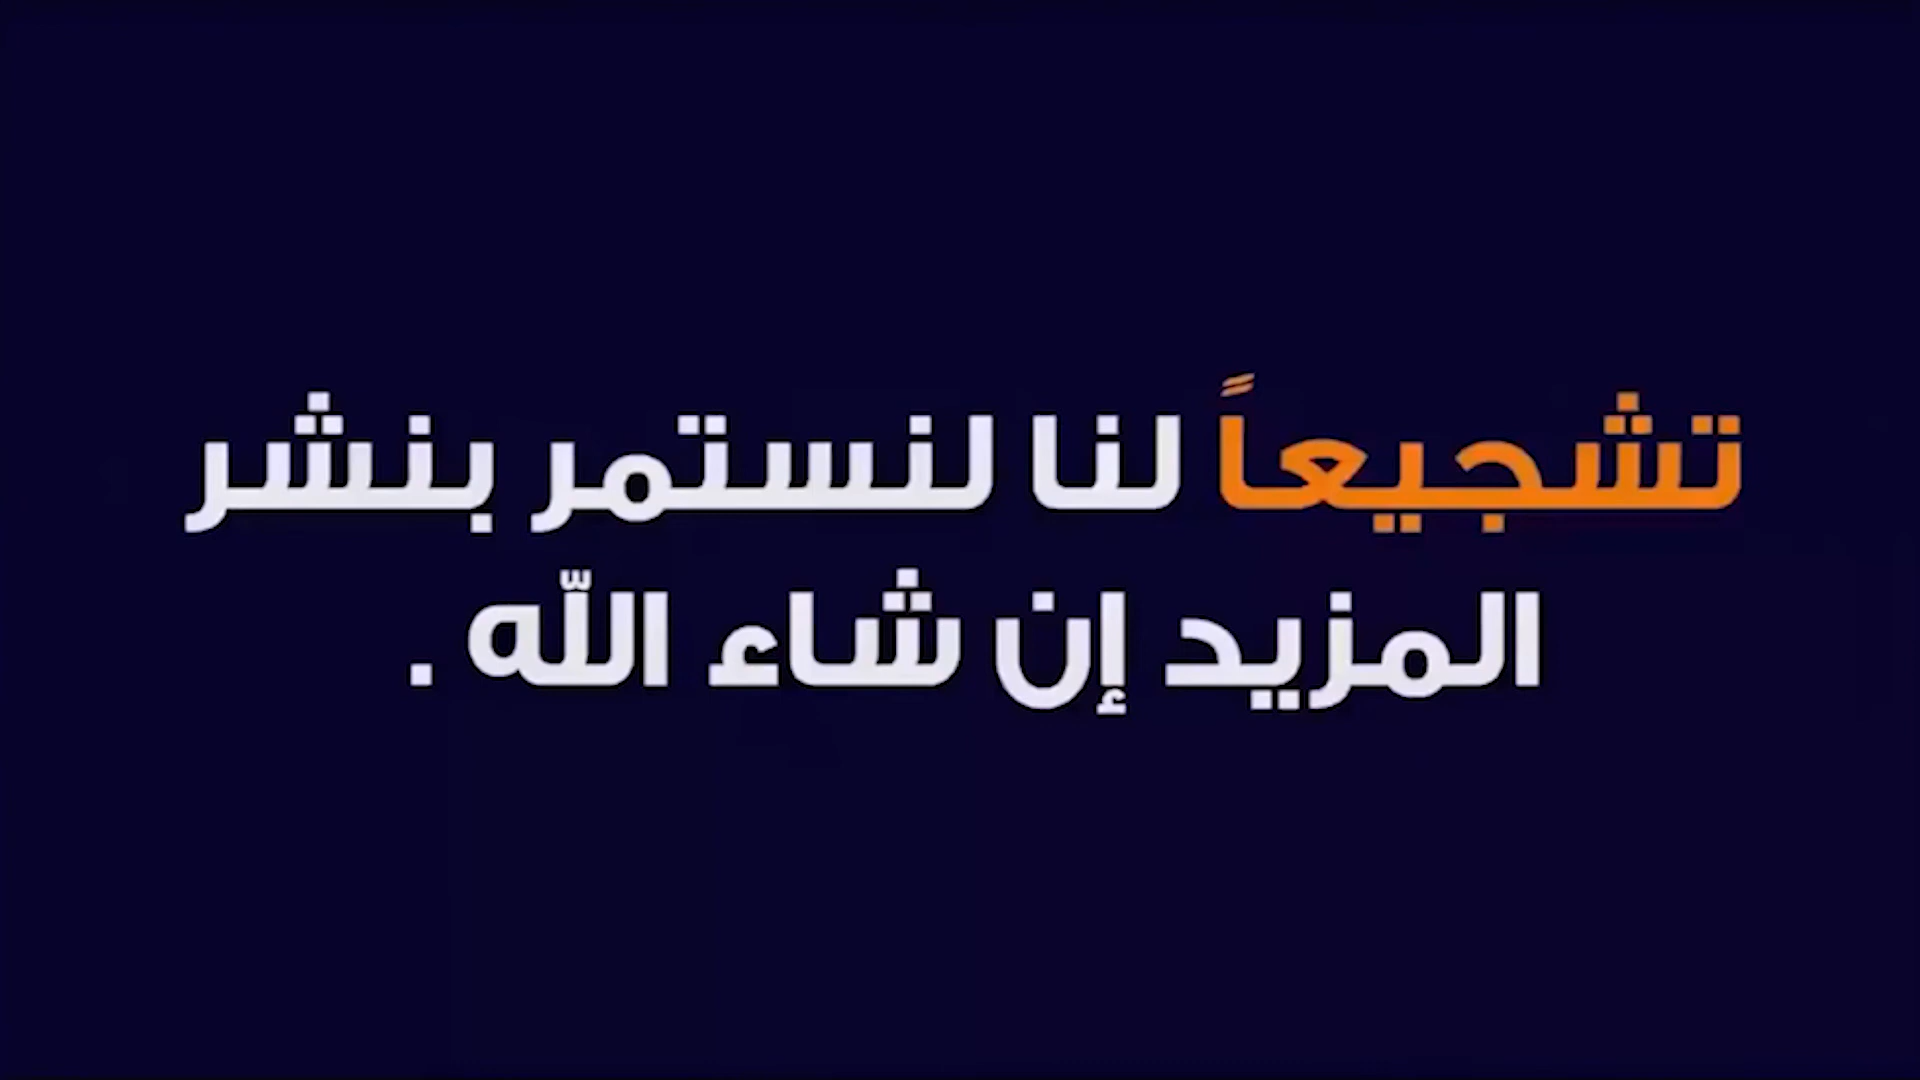 تشجيعاً لنا لنستمر بنشر
المزيد إن شاء اللّه .